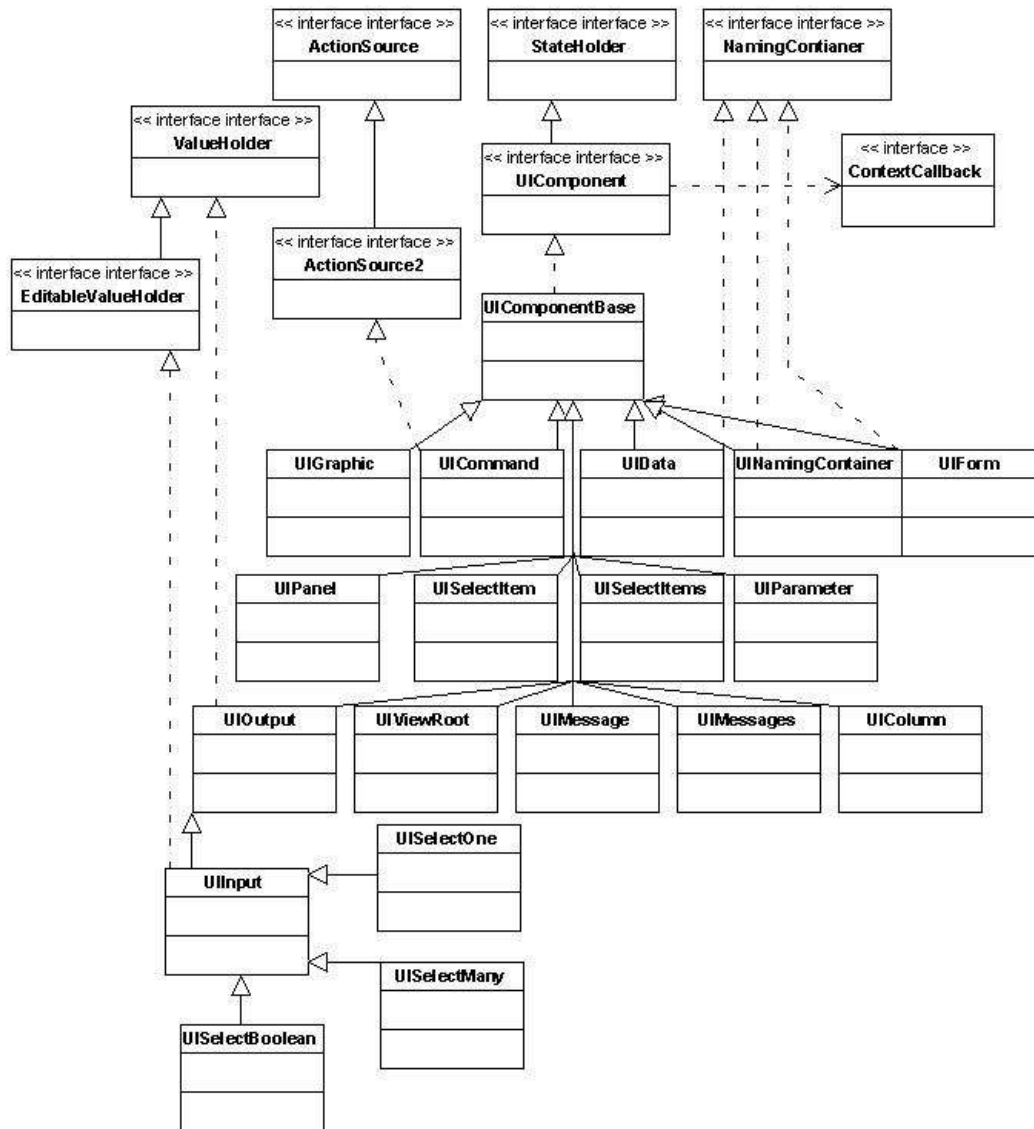 << interface interface >>
ActionSource
<< interface interface >>
StateHolder
<< interface interface >>
NamingContianer
<< interface interface >>
ValueHolder
<< interface interface >>
UIComponent
<< interface >>
ContextCallback
<< interface interface >>
EditableValueHolder
<< interface interface >>
ActionSource2
UIComponentBase
UIGraphic
UICommand
UIData
UINamingContainer
UIForm
UIPanel
UISelectItem
UISelectItems
UIParameter
UIOutput
UIViewRoot
UIMessage
UIMessages
UIColumn
UISelectOne
UIInput
UISelectMany
UISelectBoolean